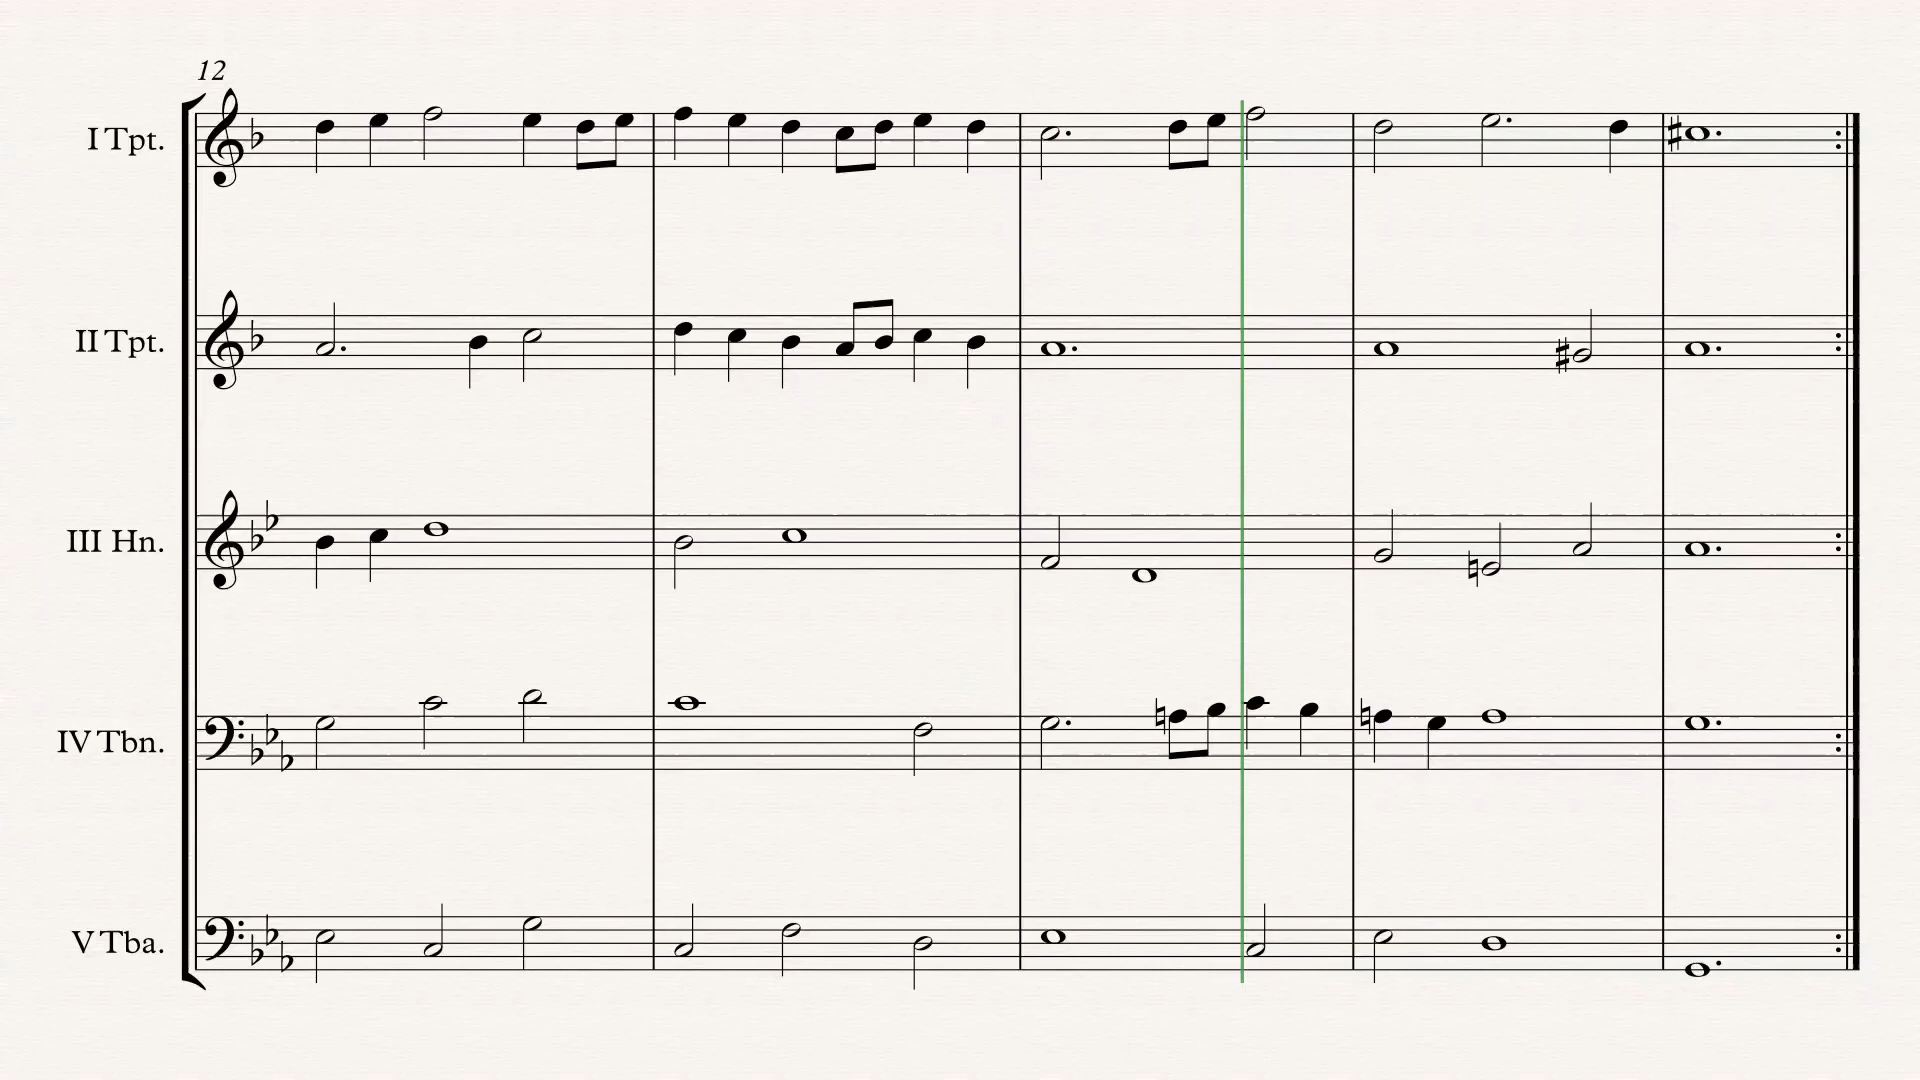 12
I Tpt.
II Tpt.
III Hn.
IV Tbn.
V Tba.